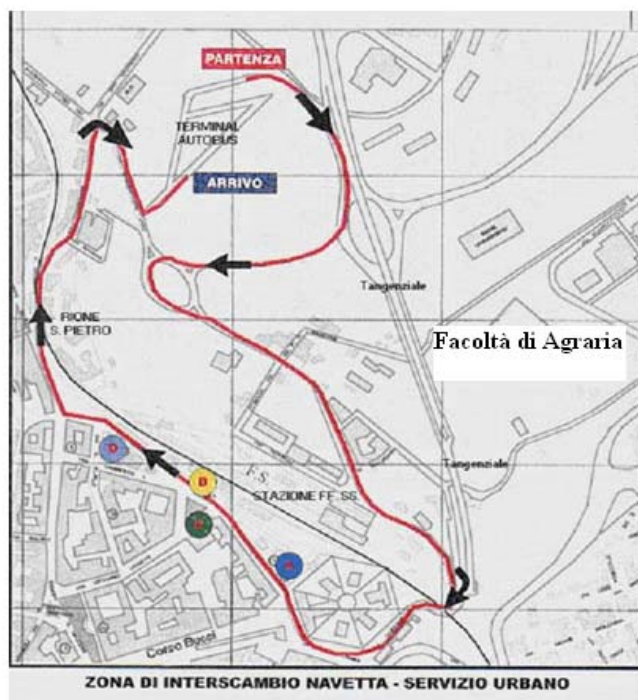 PARTENZA
TERMINAL
AUTOBUS
ARRIVO
Tangenziale
RIONE
S. PIETRO
Facoltà di Agraria
D
B
F.S.
Tangenziale
STAZIONE FF. SS.
Corso Bucci
ZONA DI INTERSCAMBIO NAVETTA - SERVIZIO URBANO